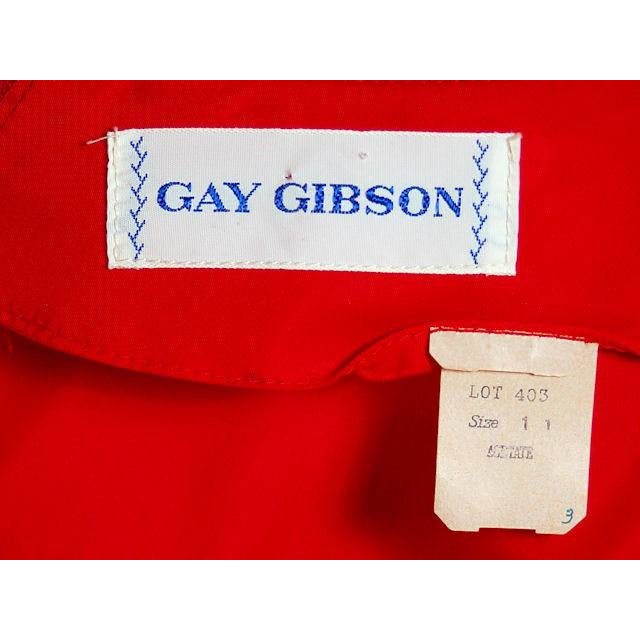 GAY GIBSON
LOT 403
Size 11
ACETATE
3